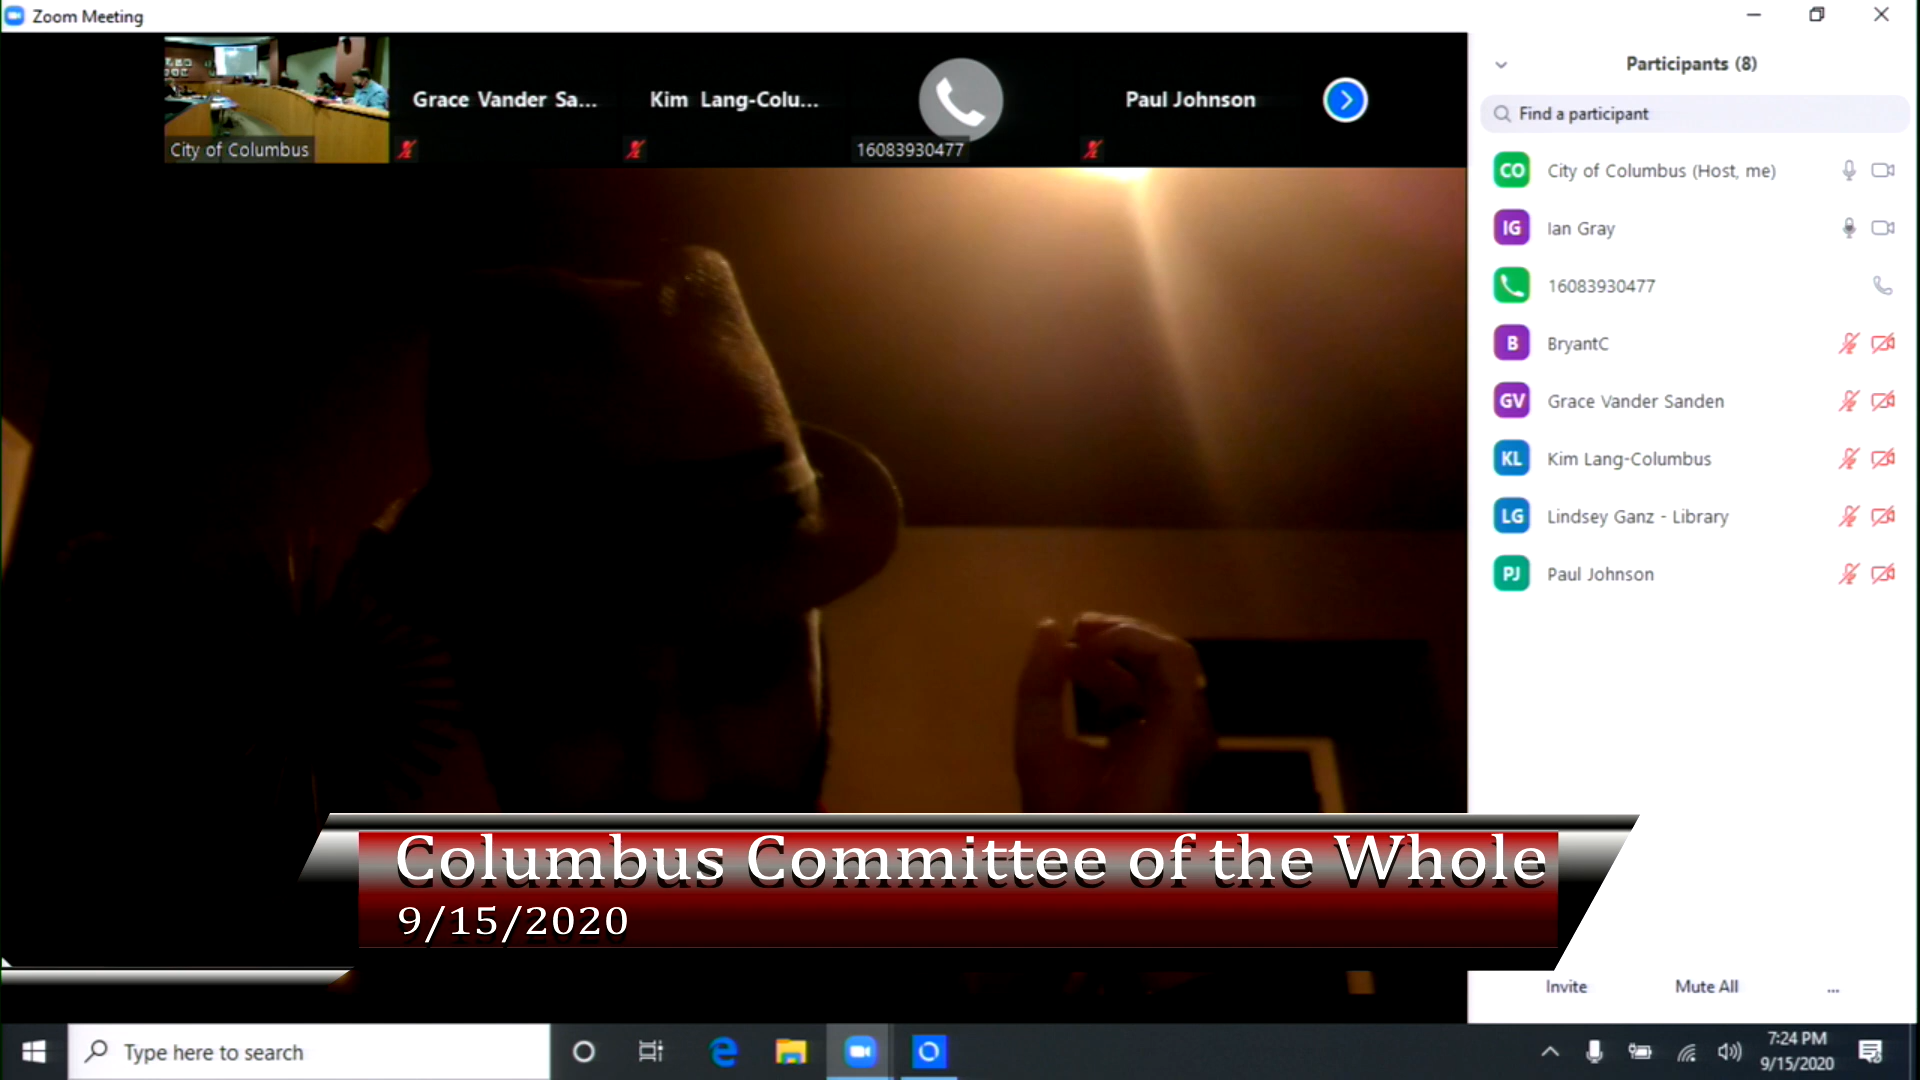 Zoom Meeting
City of Columbus
Grace Vander Sa...
Kim Lang-Colu...
16083930477
Paul Johnson
Participants (8)
Find a participant
CO City of Columbus (Host, me)
IG Ian Gray
16083930477
B BryantC
GV Grace Vander Sanden
KL Kim Lang-Columbus
LG Lindsey Ganz - Library
PJ Paul Johnson
Columbus Committee of the Whole
9/15/2020
Invite Mute All ...
Type here to search
7:24 PM
9/15/2020